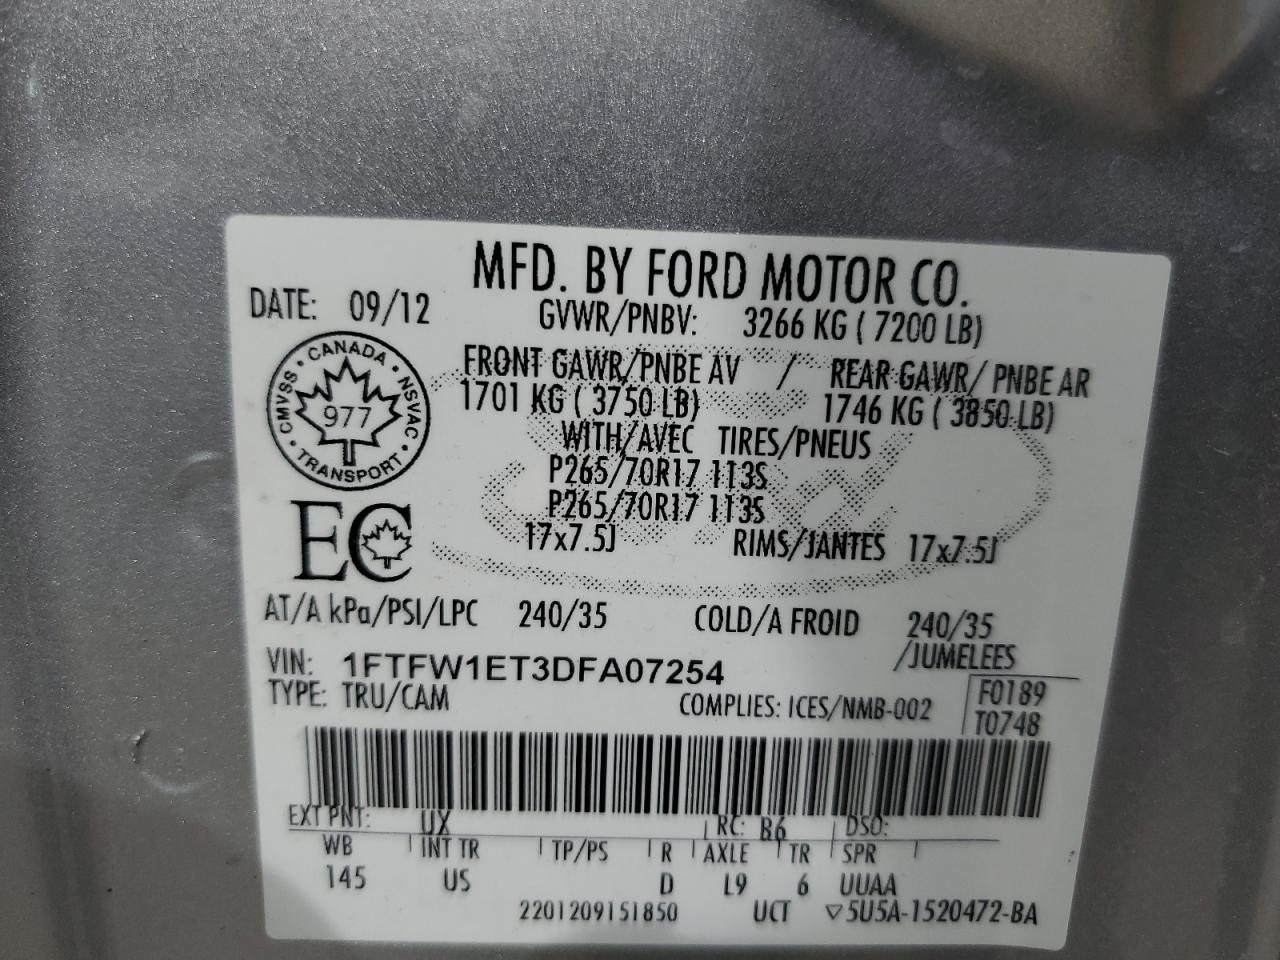 MFD. BY FORD MOTOR CO.
DATE: 09/12 GVWR/PNBV: 3266 KG ( 7200 LB)
CANADA
CMVSS NSVAC
977
TRANSPORT
FRONT GAWR/PNBE AV / REAR GAWR/ PNBE AR
1701 KG ( 3750 LB) 1746 KG ( 3850 LB)
WITH/AVEC TIRES/PNEUS
P265/70R17 113S
P265/70R17 113S
EC
17x7.5J RIMS/JANTES 17x7.5J
AT/A kPa/PSI/LPC 240/35 COLD/A FROID 240/35
/JUMELEES
VIN: 1FTFW1ET3DFA07254
TYPE: TRU/CAM COMPLIES: ICES/NMB-002
F0189
T0748
EXT PNT: UX RC: B6 DSO:
WB INT TR TP/PS R AXLE TR SPR
145 US D L9 6 UUAA
2201209151850 UCT ▽5U5A-1520472-BA